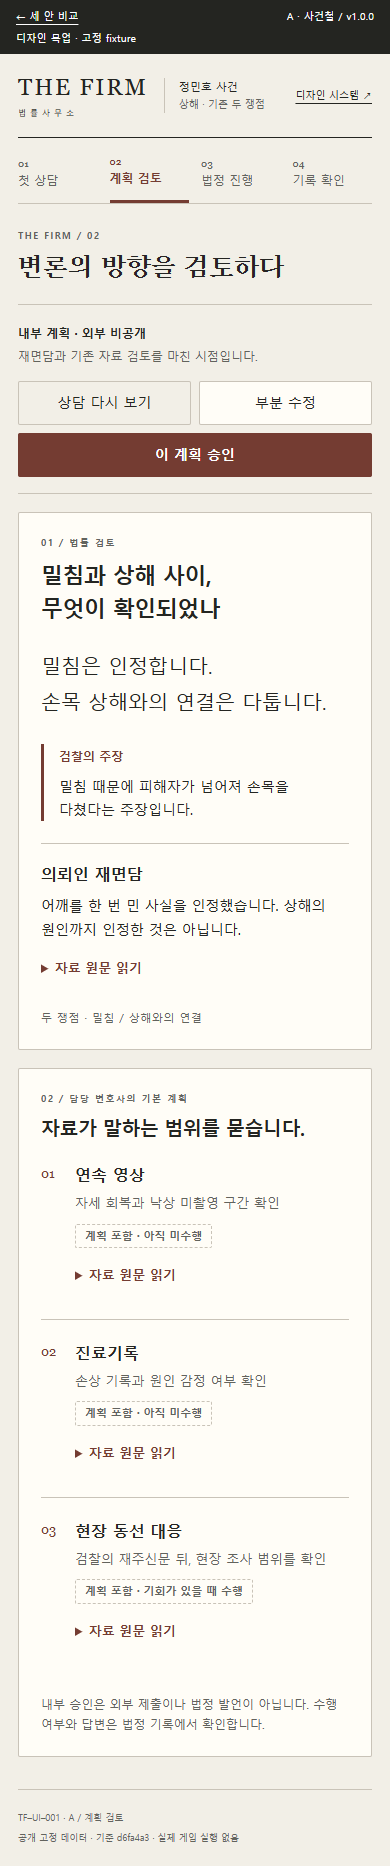 ← 세 안 비교
A · 사건철 / v1.0.0
디자인 목업 · 고정 fixture
THE FIRM
법률사무소
정민호 사건
상해 · 기존 두 쟁점
디자인 시스템 ↗
01
첫 상담
02
계획 검토
03
법정 진행
04
기록 확인
THE FIRM / 02
변론의 방향을 검토하다
내부 계획 · 외부 비공개
재면담과 기존 자료 검토를 마친 시점입니다.
상담 다시 보기
부분 수정
이 계획 승인
01 / 법률 검토
밀침과 상해 사이,
무엇이 확인되었나
밀침은 인정합니다.
손목 상해와의 연결은 다툽니다.
검찰의 주장
밀침 때문에 피해자가 넘어져 손목을
다쳤다는 주장입니다.
의뢰인 재면담
어깨를 한 번 민 사실을 인정했습니다. 상해의
원인까지 인정한 것은 아닙니다.
▶ 자료 원문 읽기
두 쟁점 · 밀침 / 상해와의 연결
02 / 담당 변호사의 기본 계획
자료가 말하는 범위를 묻습니다.
01 연속 영상
자세 회복과 낙상 미촬영 구간 확인
계획 포함 · 아직 미수행
▶ 자료 원문 읽기
02 진료기록
손상 기록과 원인 감정 여부 확인
계획 포함 · 아직 미수행
▶ 자료 원문 읽기
03 현장 동선 대응
검찰의 재주신문 뒤, 현장 조사 범위를 확인
계획 포함 · 기회가 있을 때 수행
▶ 자료 원문 읽기
내부 승인은 외부 제출이나 법정 발언이 아닙니다. 수행
여부와 답변은 법정 기록에서 확인합니다.
TF-UI-001 · A / 계획 검토
공개 고정 데이터 · 기준 d6fa4a3 · 실제 게임 실행 없음